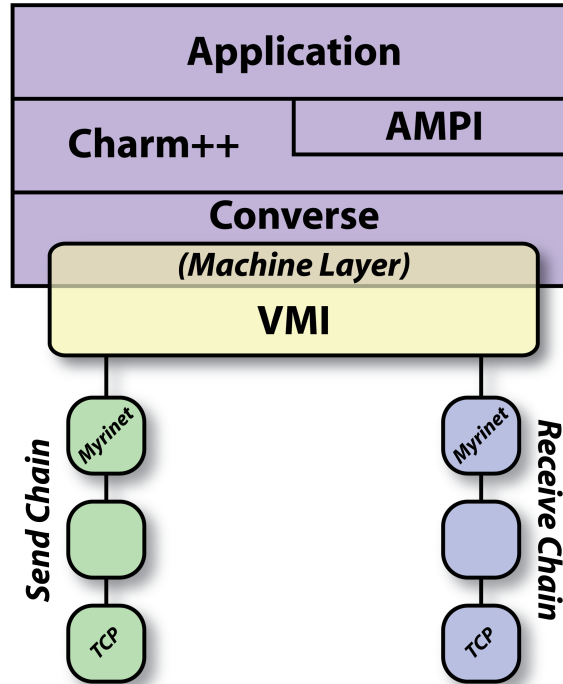 Application
Charm++
AMPI
Converse
(Machine Layer)
VMI
Send Chain
Myrinet
TCP
Myrinet
TCP
Receive Chain